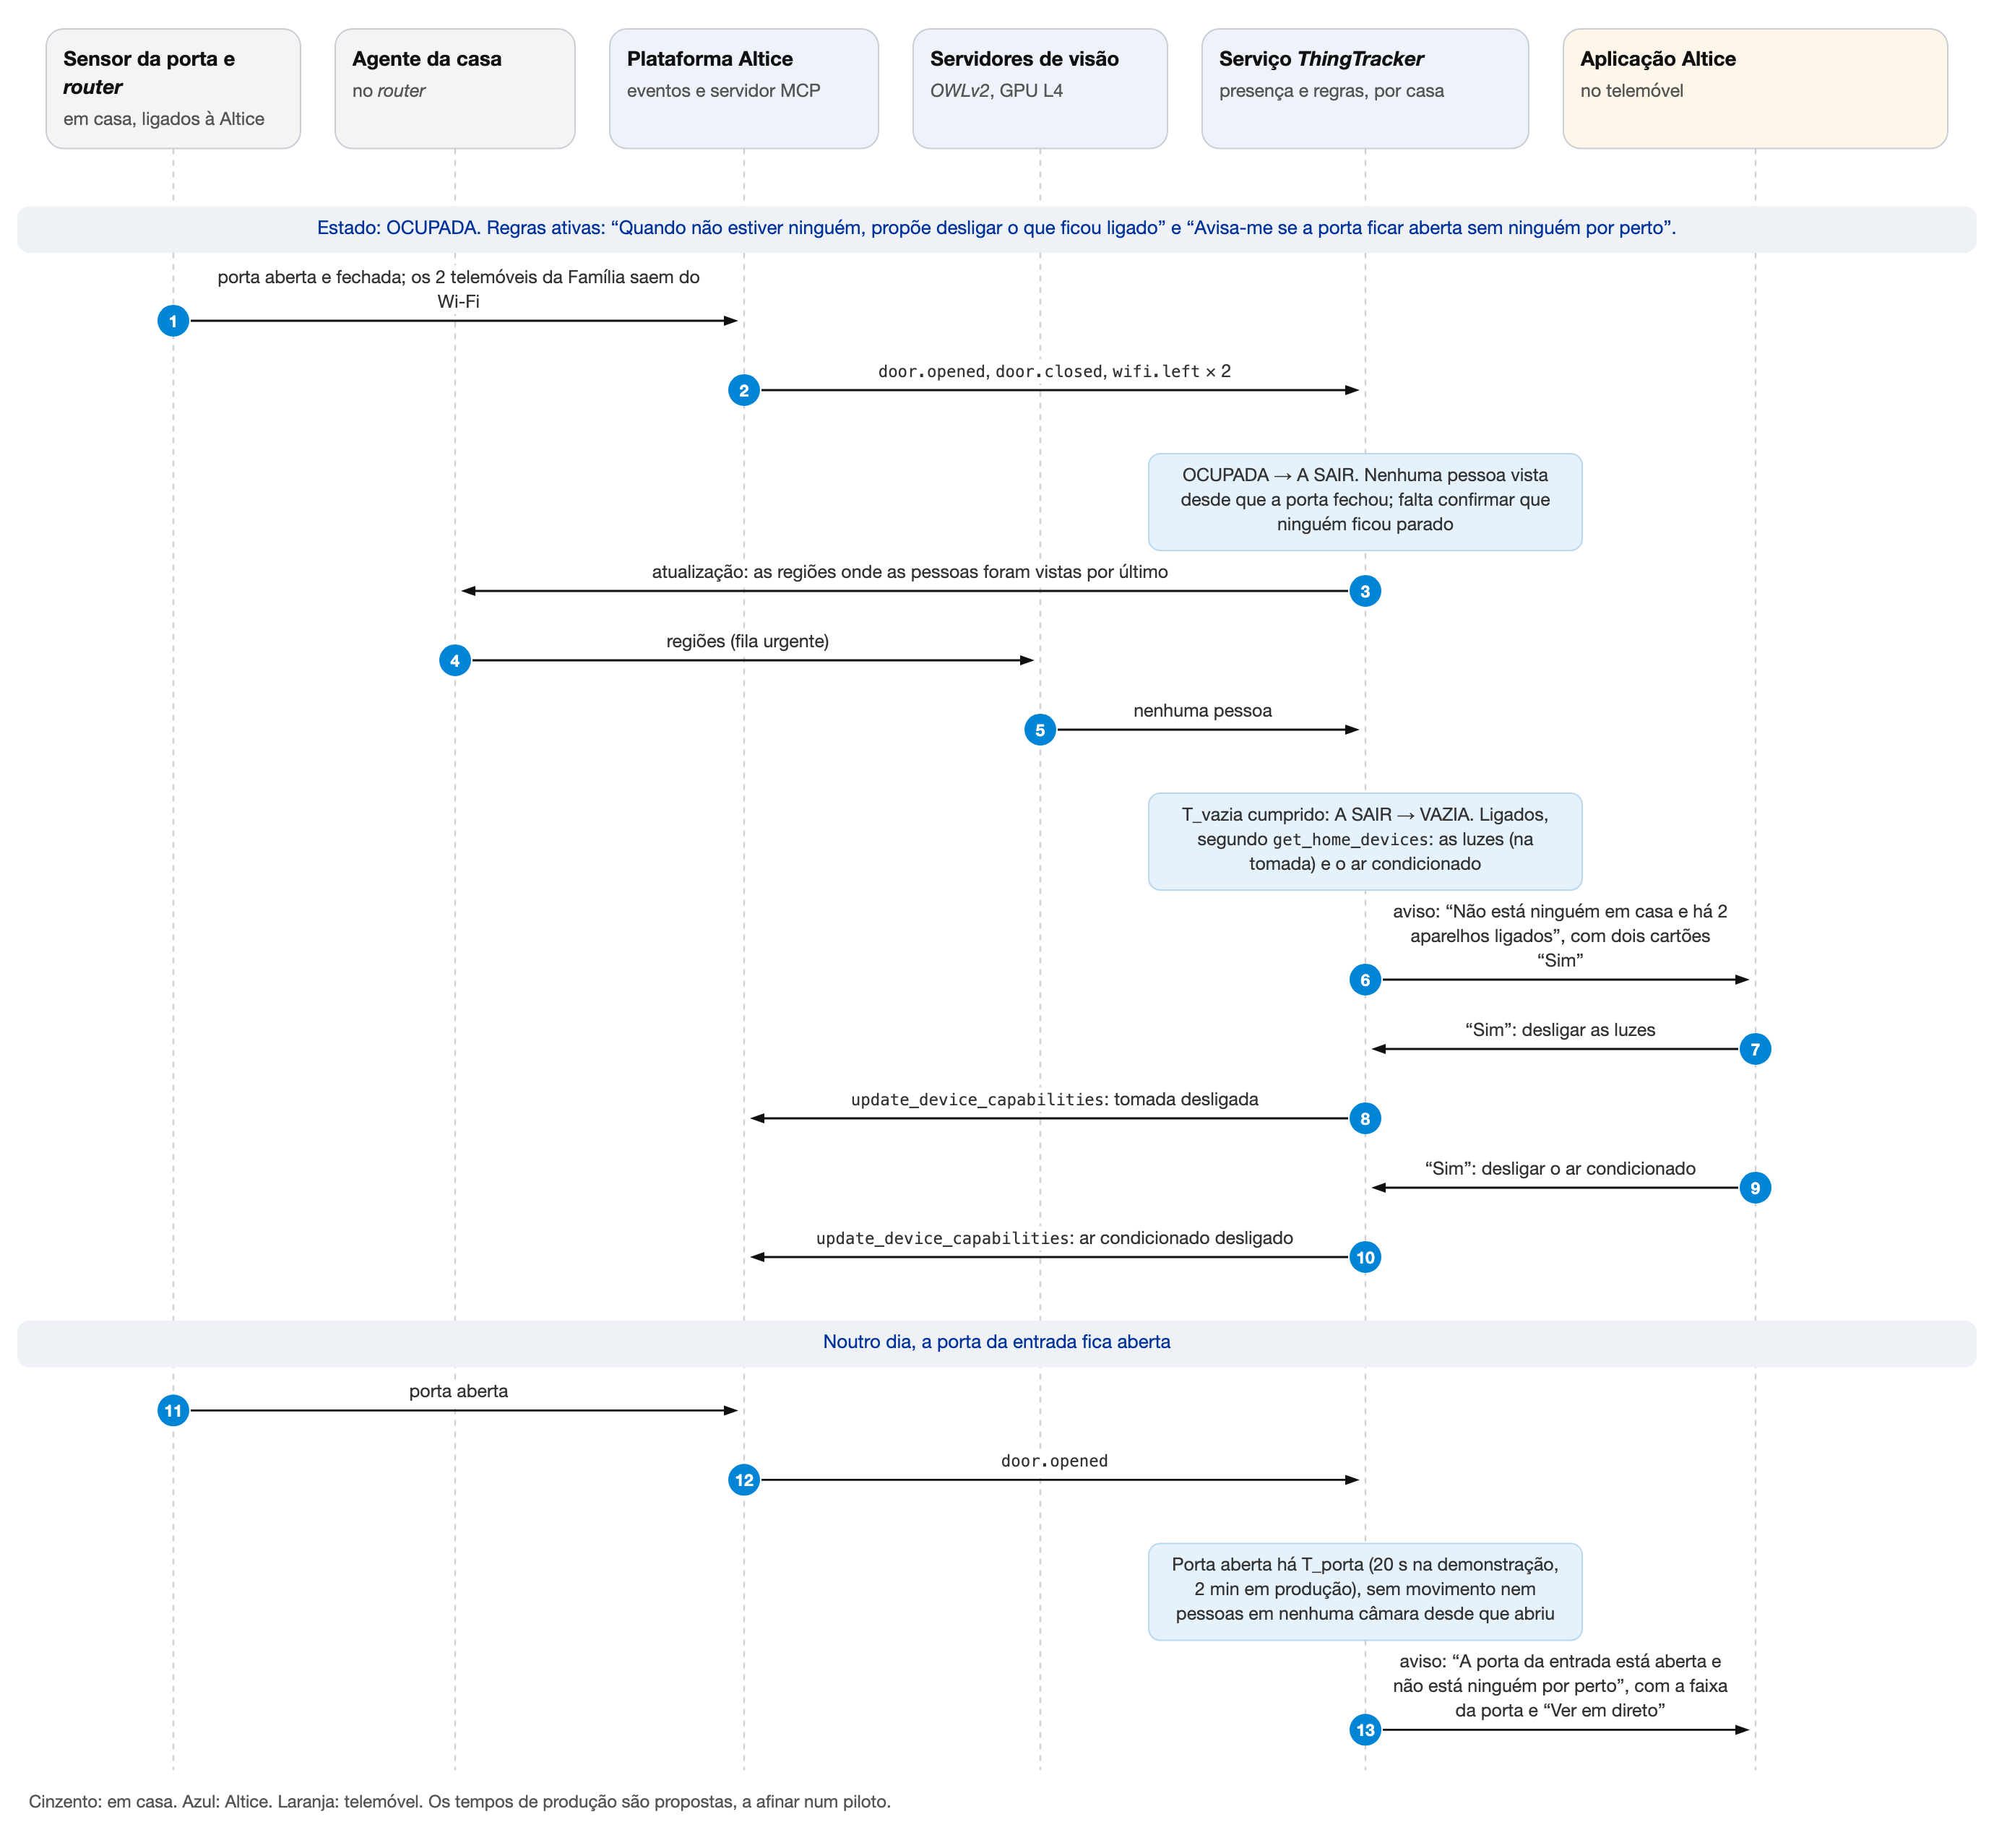 Sensor da porta e
router
em casa, ligados à Altice
Agente da casa
no router
Plataforma Altice
eventos e servidor MCP
Servidores de visão
OWLv2, GPU L4
Serviço ThingTracker
presença e regras, por casa
Aplicação Altice
no telemóvel
Estado: OCUPADA. Regras ativas: “Quando não estiver ninguém, propõe desligar o que ficou ligado” e “Avisa-me se a porta ficar aberta sem ninguém por perto”.
porta aberta e fechada; os 2 telemóveis da Família saem do
Wi-Fi
1
door.opened, door.closed, wifi.left × 2
2
OCUPADA → A SAIR. Nenhuma pessoa vista
desde que a porta fechou; falta confirmar que
ninguém ficou parado
atualização: as regiões onde as pessoas foram vistas por último
3
regiões (fila urgente)
4
nenhuma pessoa
5
T_vazia cumprido: A SAIR → VAZIA. Ligados,
segundo get_home_devices: as luzes (na
tomada) e o ar condicionado
aviso: “Não está ninguém em casa e há 2
aparelhos ligados”, com dois cartões
“Sim”
6
“Sim”: desligar as luzes
7
update_device_capabilities: tomada desligada
8
“Sim”: desligar o ar condicionado
9
update_device_capabilities: ar condicionado desligado
10
Noutro dia, a porta da entrada fica aberta
porta aberta
11
door.opened
12
Porta aberta há T_porta (20 s na demonstração,
2 min em produção), sem movimento nem
pessoas em nenhuma câmara desde que abriu
aviso: “A porta da entrada está aberta e
não está ninguém por perto”, com a faixa
da porta e “Ver em direto”
13
Cinzento: em casa. Azul: Altice. Laranja: telemóvel. Os tempos de produção são propostas, a afinar num piloto.